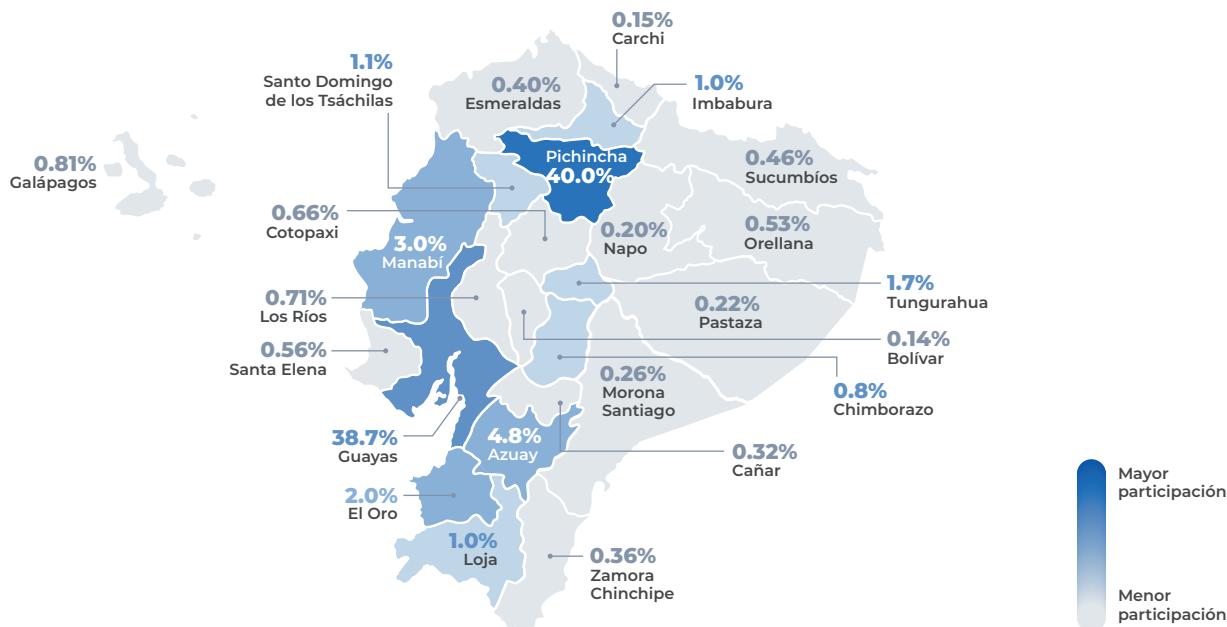 0.15%
Carchi
1.1%
Santo Domingo
de los Tsáchilas
0.40%
Esmeraldas
1.0%
Imbabura
0.81%
Galápagos
Pichincha
40.0%
0.46%
Sucumbíos
0.66%
Cotopaxi
3.0%
Manabí
0.20%
Napo
0.53%
Orellana
0.71%
Los Ríos
1.7%
Tungurahua
0.22%
Pastaza
0.56%
Santa Elena
0.14%
Bolívar
0.26%
Morona
Santiago
0.8%
Chimborazo
38.7%
Guayas
4.8%
Azuay
0.32%
Cañar
2.0%
El Oro
1.0%
Loja
0.36%
Zamora
Chinchipe
Mayor
participación
Menor
participación